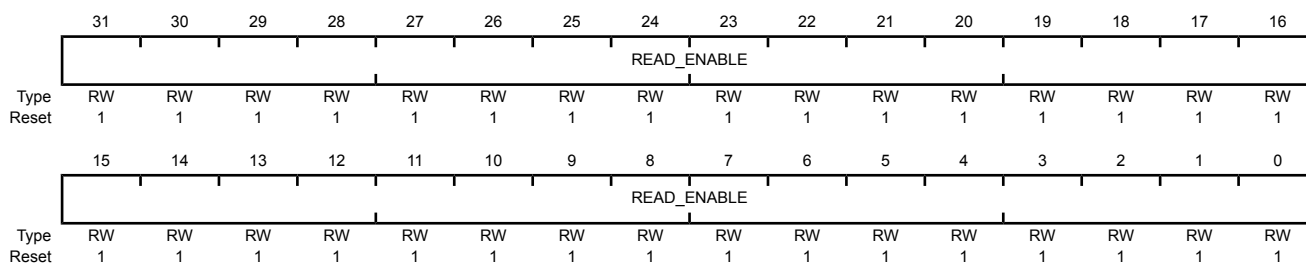 31 30 29 28 27 26 25 24 23 22 21 20 19 18 17 16
READ_ENABLE
Type RW RW RW RW RW RW RW RW RW RW RW RW RW RW RW RW
Reset 1 1 1 1 1 1 1 1 1 1 1 1 1 1 1 1
15 14 13 12 11 10 9 8 7 6 5 4 3 2 1 0
READ_ENABLE
Type RW RW RW RW RW RW RW RW RW RW RW RW RW RW RW RW
Reset 1 1 1 1 1 1 1 1 1 1 1 1 1 1 1 1